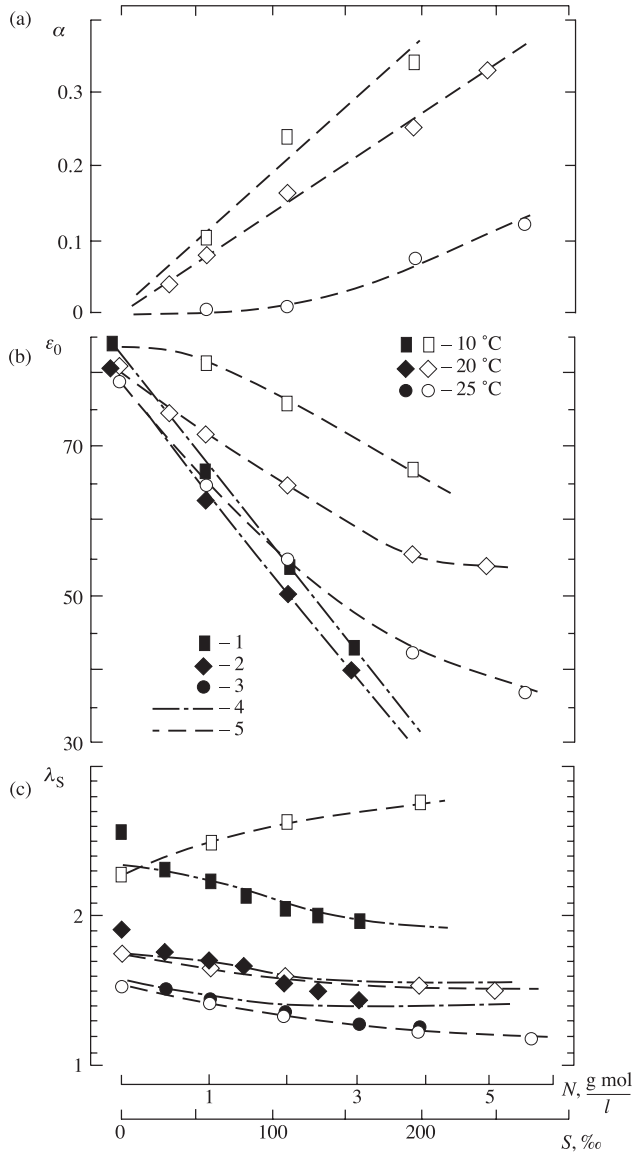 (a)
α
0.3
0.2
0.1
0
(b)
ε0
– 10 °C
– 20 °C
– 25 °C
70
50
– 1
– 2
– 3
– 4
– 5
30
(c)
λS
2
1
1 3 5 N, g mol / l
0 100 200 S, ‰